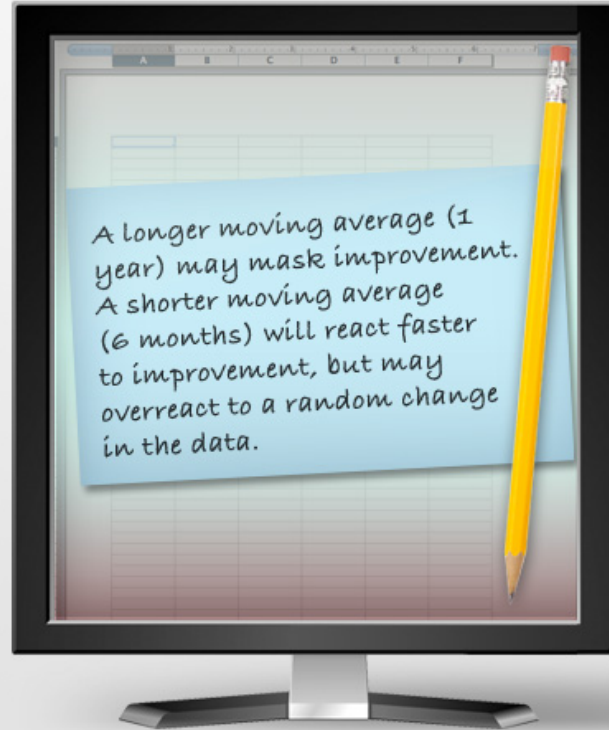 A B C D E F
A longer moving average (1
year) may mask improvement.
A shorter moving average
(6 months) will react faster
to improvement, but may
overreact to a random change
in the data.